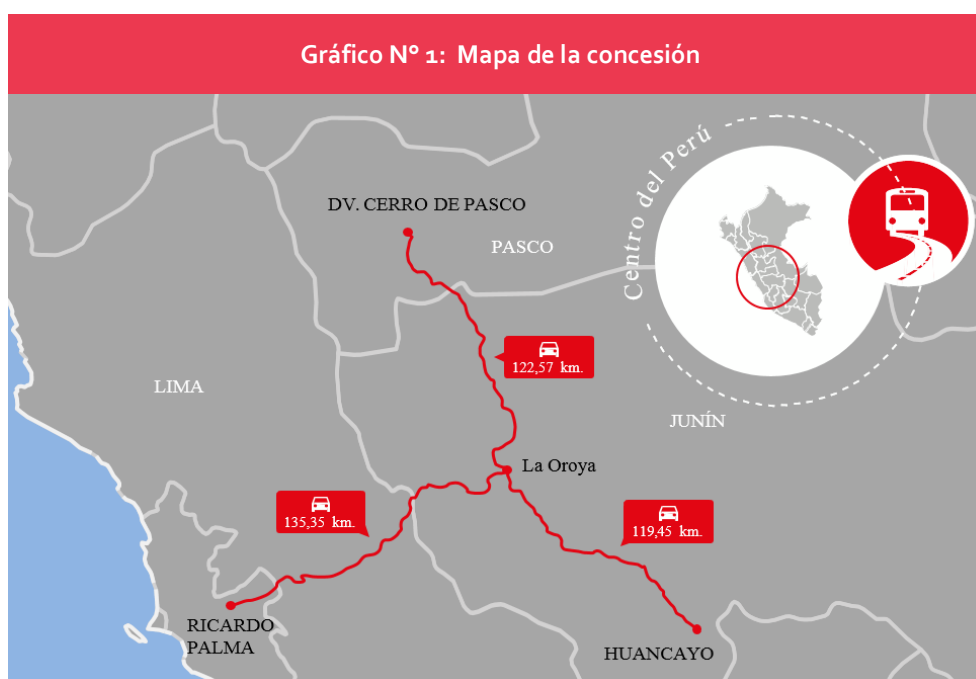 Gráfico Nº 1: Mapa de la concesión
Centro del Perú
DV. CERRO DE PASCO
PASCO
122,57 km.
LIMA
JUNÍN
La Oroya
135,35 km.
119,45 km.
RICARDO
PALMA
HUANCAYO